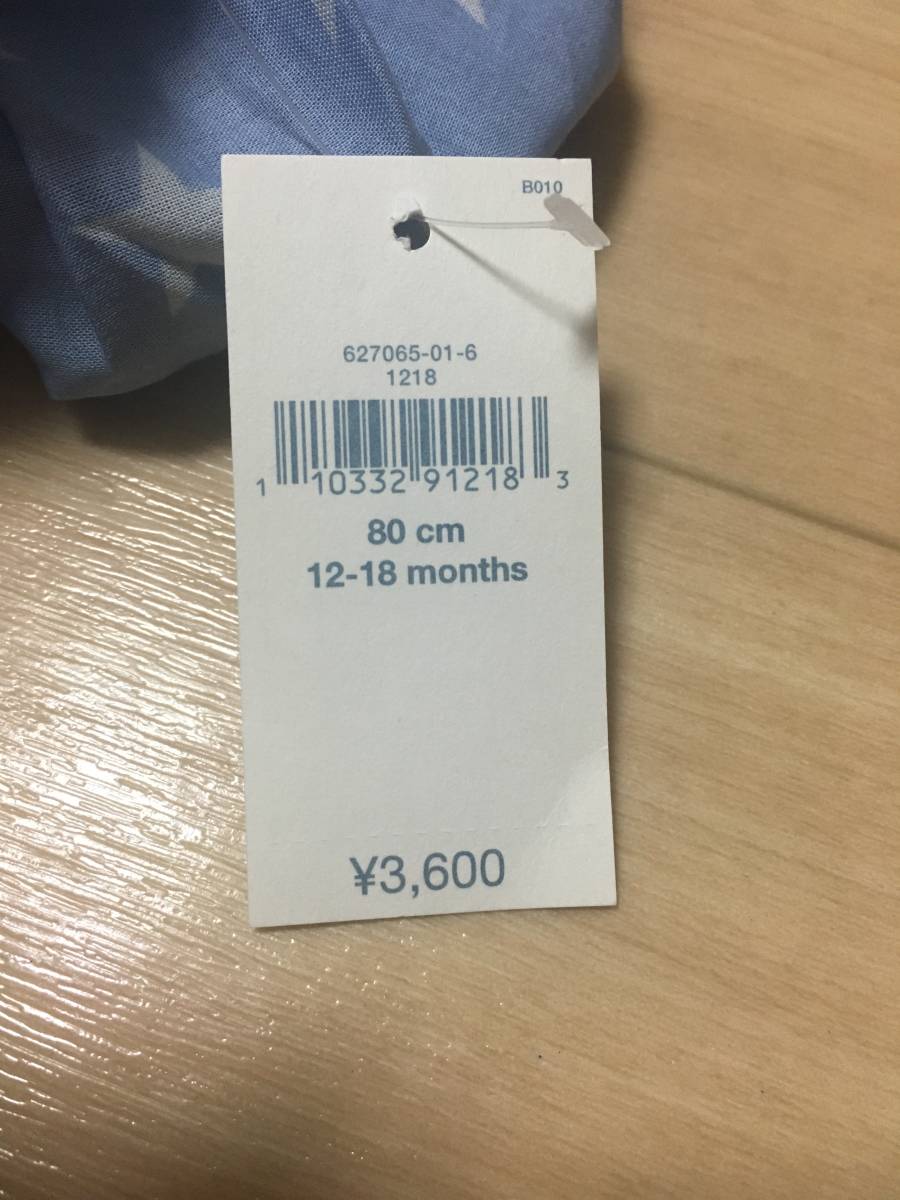 B010
627065-01-6
1218
1 10332 91218 3
80 cm
12-18 months
¥3,600